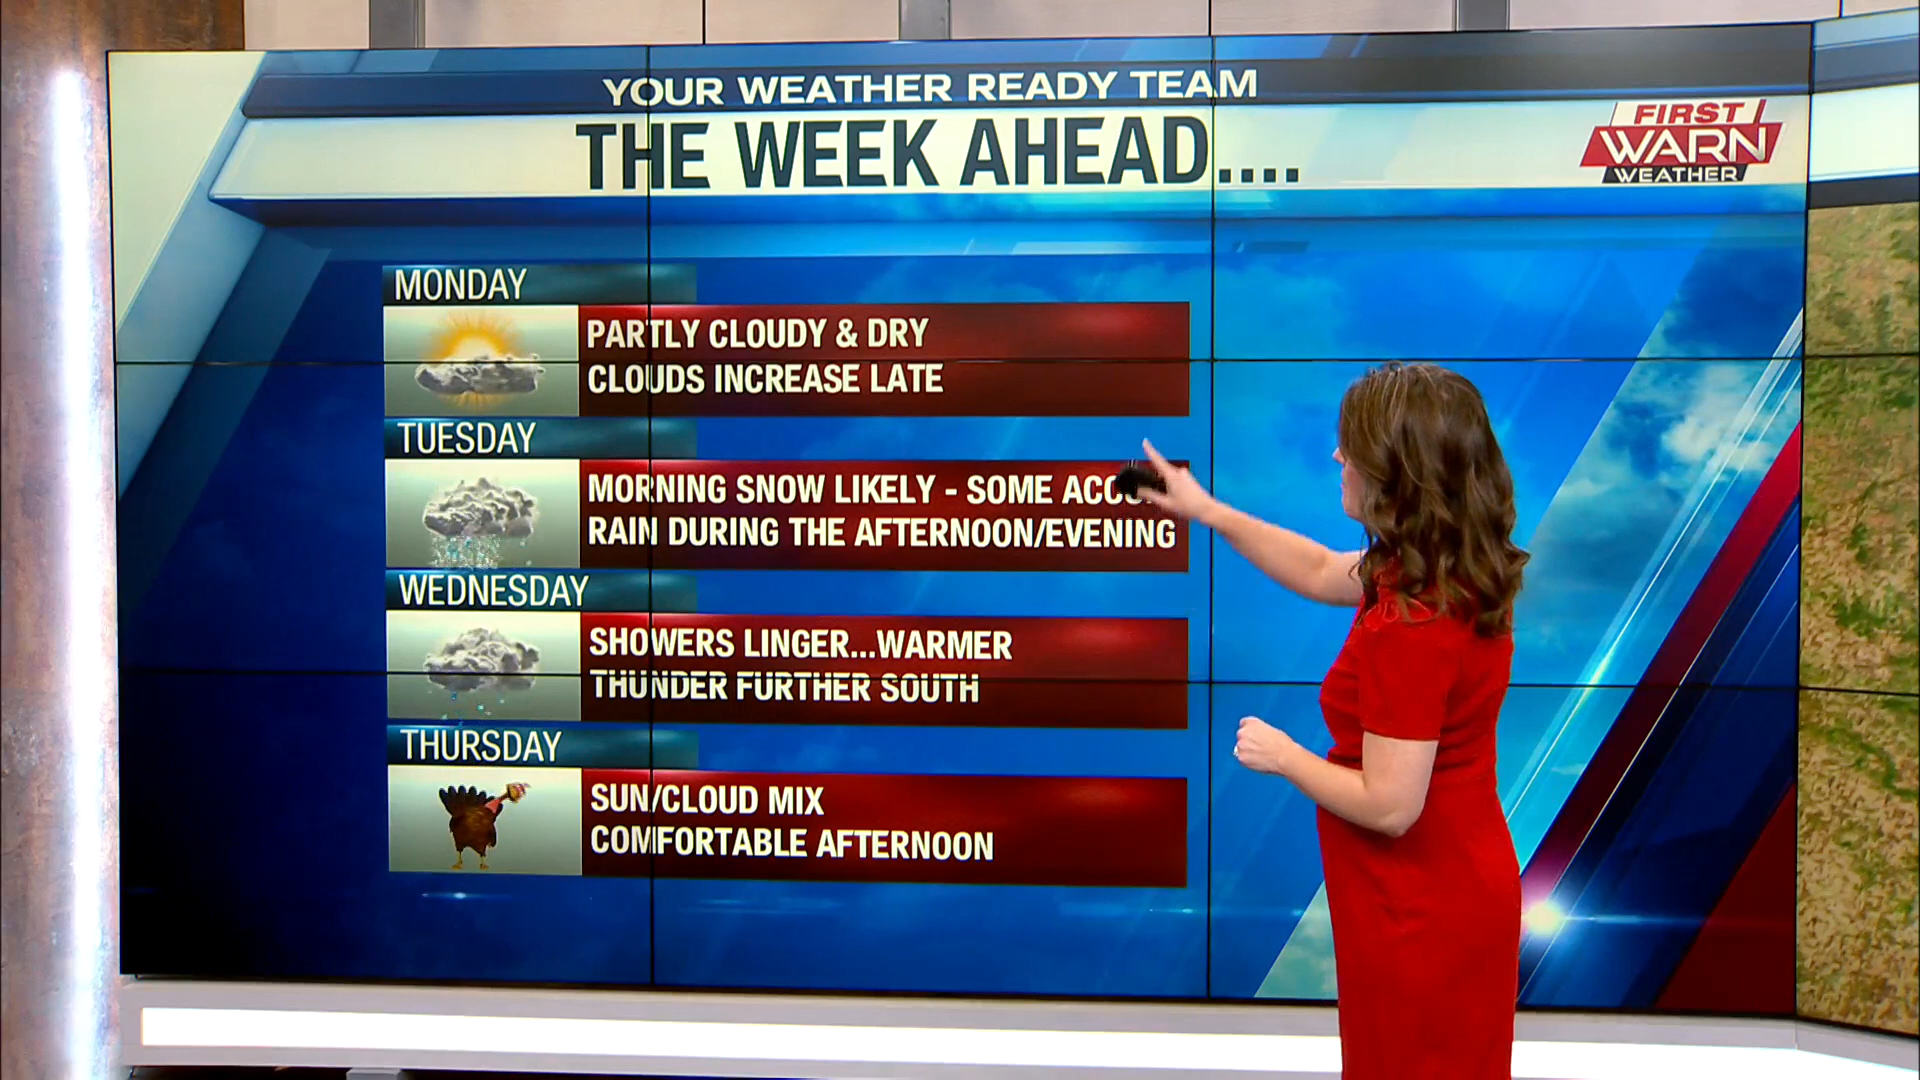 YOUR WEATHER READY TEAM
THE WEEK AHEAD....
FIRST
WARN
WEATHER
MONDAY
PARTLY CLOUDY & DRY
CLOUDS INCREASE LATE
TUESDAY
MORNING SNOW LIKELY - SOME
RAIN DURING THE AFTERNOON/EVENING
WEDNESDAY
SHOWERS LINGER...WARMER
THUNDER FURTHER SOUTH
THURSDAY
SUN/CLOUD MIX
COMFORTABLE AFTERNOON